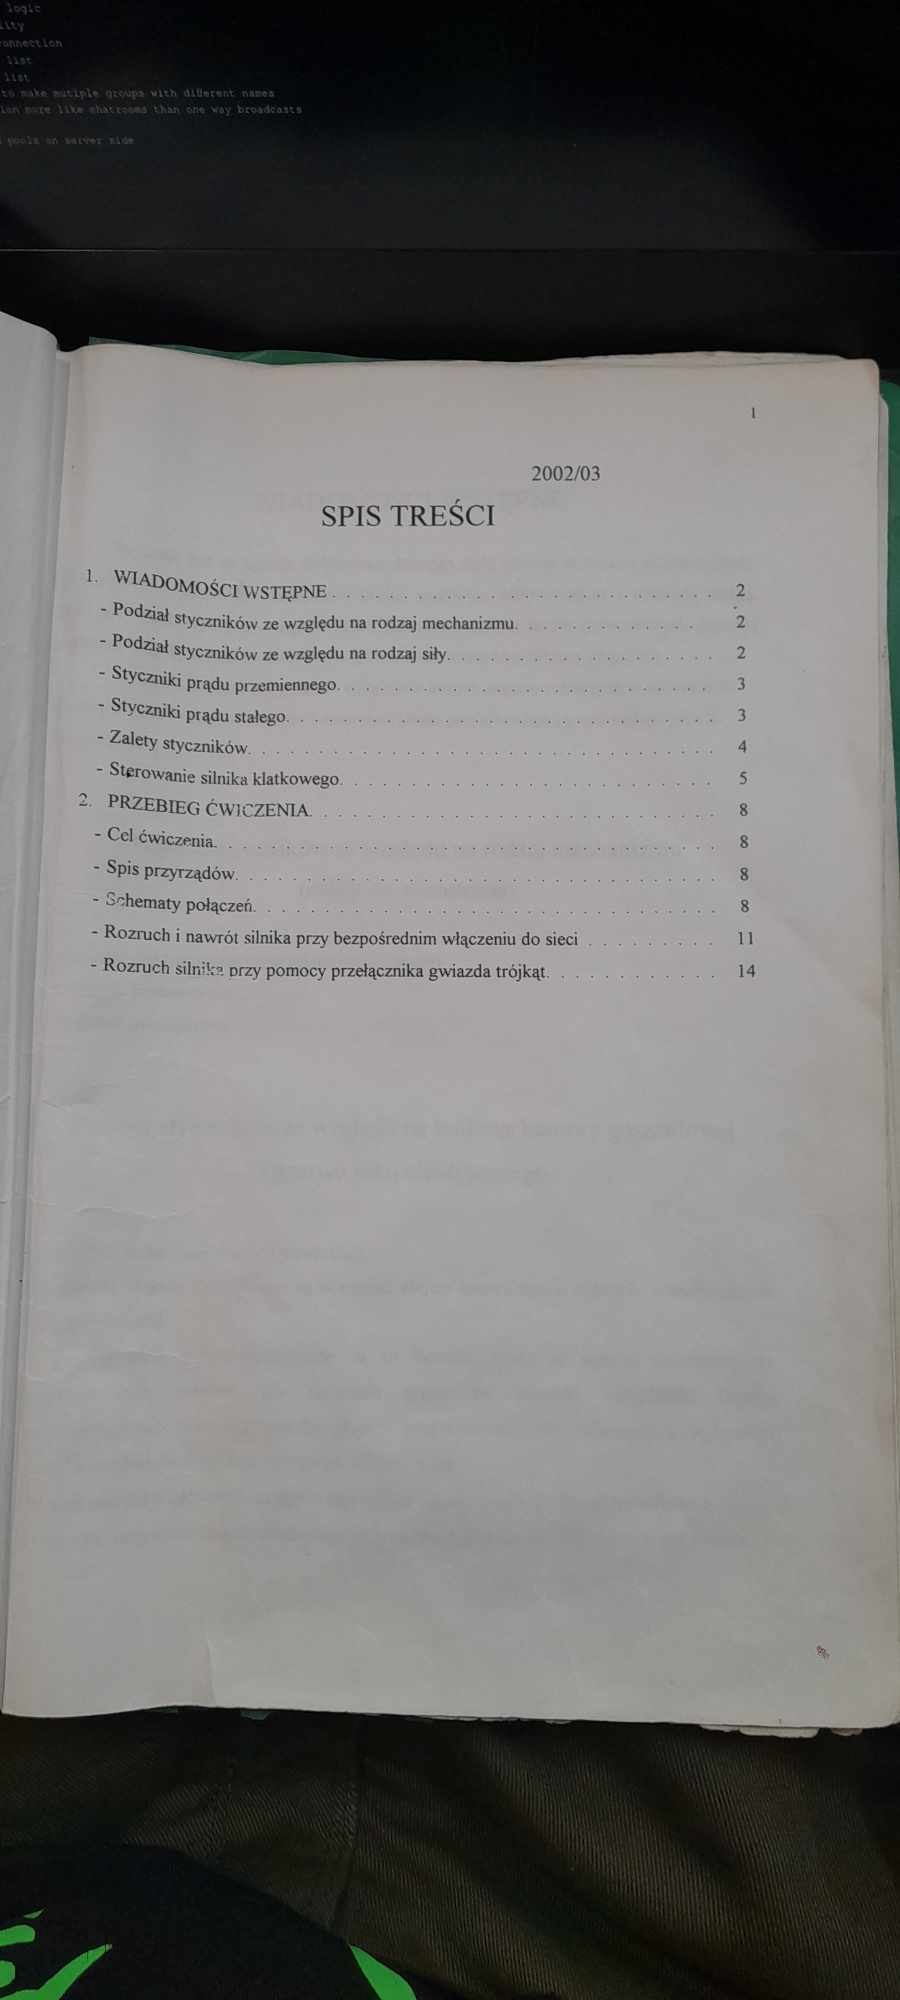 logic
connection
list
list
to make mutiple groups with different names
more like chatrooms than one way broadcasts
pools on server side
1
2002/03
SPIS TREŚCI
1. WIADOMOŚCI WSTĘPNE . . . . . . . . . . . . . . . . . . . . . . . . . . . 2
- Podział styczników ze względu na rodzaj mechanizmu. . . . . . . . . . . . . 2
- Podział styczników ze względu na rodzaj siły. . . . . . . . . . . . . . . . . . 2
- Styczniki prądu przemiennego. . . . . . . . . . . . . . . . . . . . . . . . . 3
- Styczniki prądu stałego. . . . . . . . . . . . . . . . . . . . . . . . . . . . 3
- Zalety styczników. . . . . . . . . . . . . . . . . . . . . . . . . . . . . . 4
- Sterowanie silnika klatkowego. . . . . . . . . . . . . . . . . . . . . . . . 5
2. PRZEBIEG ĆWICZENIA. . . . . . . . . . . . . . . . . . . . . . . . . . . 8
- Cel ćwiczenia. . . . . . . . . . . . . . . . . . . . . . . . . . . . . . . . 8
- Spis przyrządów. . . . . . . . . . . . . . . . . . . . . . . . . . . . . . . 8
- Schematy połączeń. . . . . . . . . . . . . . . . . . . . . . . . . . . . . . 8
- Rozruch i nawrót silnika przy bezpośrednim włączeniu do sieci . . . . . . . . . 11
- Rozruch silnika przy pomocy przełącznika gwiazda trójkąt. . . . . . . . . . . . 14